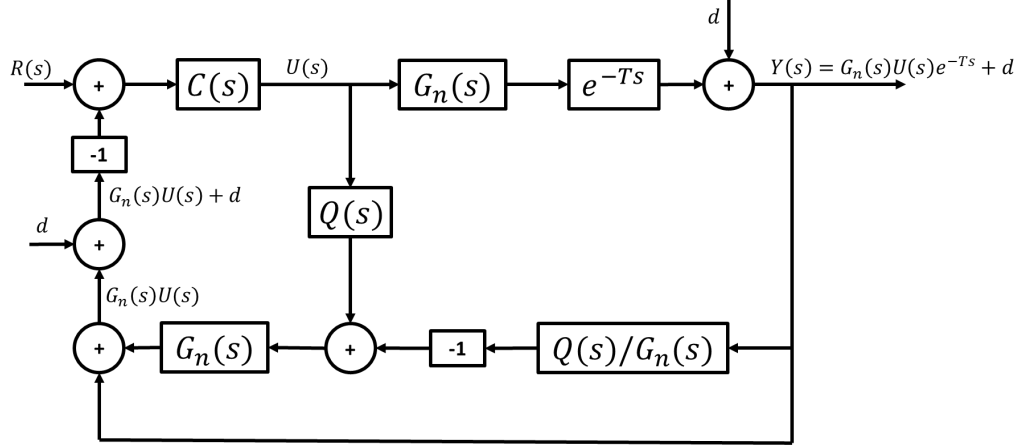 d
R(s)
+
C(s)
U(s)
G_n(s)
e^{-Ts}
+
Y(s) = G_n(s)U(s)e^{-Ts} + d
-1
G_n(s)U(s) + d
Q(s)
d
+
G_n(s)U(s)
+
G_n(s)
+
-1
Q(s)/G_n(s)